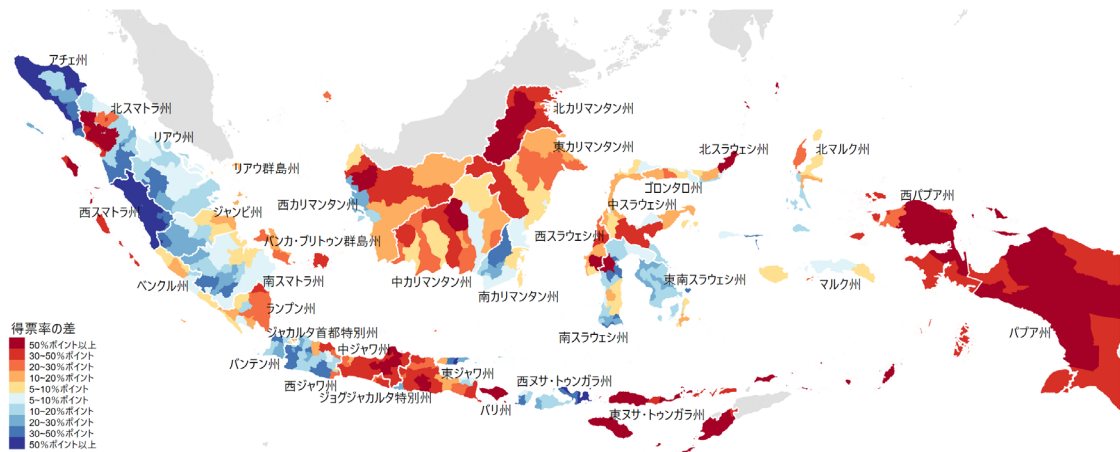 アチェ州
北スマトラ州
リアウ州
リアウ群島州
西スマトラ州
ジャンビ州
バンカ・ブリトゥン群島州
ベンクル州
南スマトラ州
ランプン州
ジャカルタ首都特別州
バンテン州
中ジャワ州
西ジャワ州
東ジャワ州
ジョグジャカルタ特別州
バリ州
西ヌサ・トゥンガラ州
東ヌサ・トゥンガラ州
北カリマンタン州
東カリマンタン州
西カリマンタン州
中カリマンタン州
南カリマンタン州
北スラウェシ州
ゴロンタロ州
中スラウェシ州
西スラウェシ州
東南スラウェシ州
南スラウェシ州
北マルク州
マルク州
西パプア州
パプア州
得票率の差
50%ポイント以上
30~50%ポイント
20~30%ポイント
10~20%ポイント
5~10%ポイント
5~10%ポイント
10~20%ポイント
20~30%ポイント
30~50%ポイント
50%ポイント以上